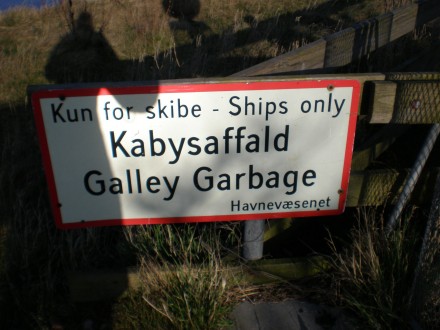 Kun for skibe - Ships only
Kabysaffald
Galley Garbage
Havnevæsenet